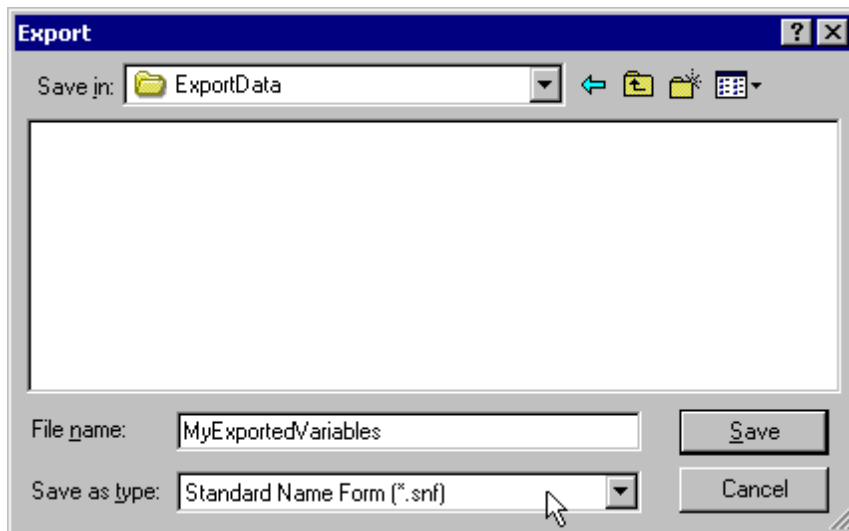 Export
Save in: ExportData
File name: MyExportedVariables Save
Save as type: Standard Name Form (*.snf) Cancel